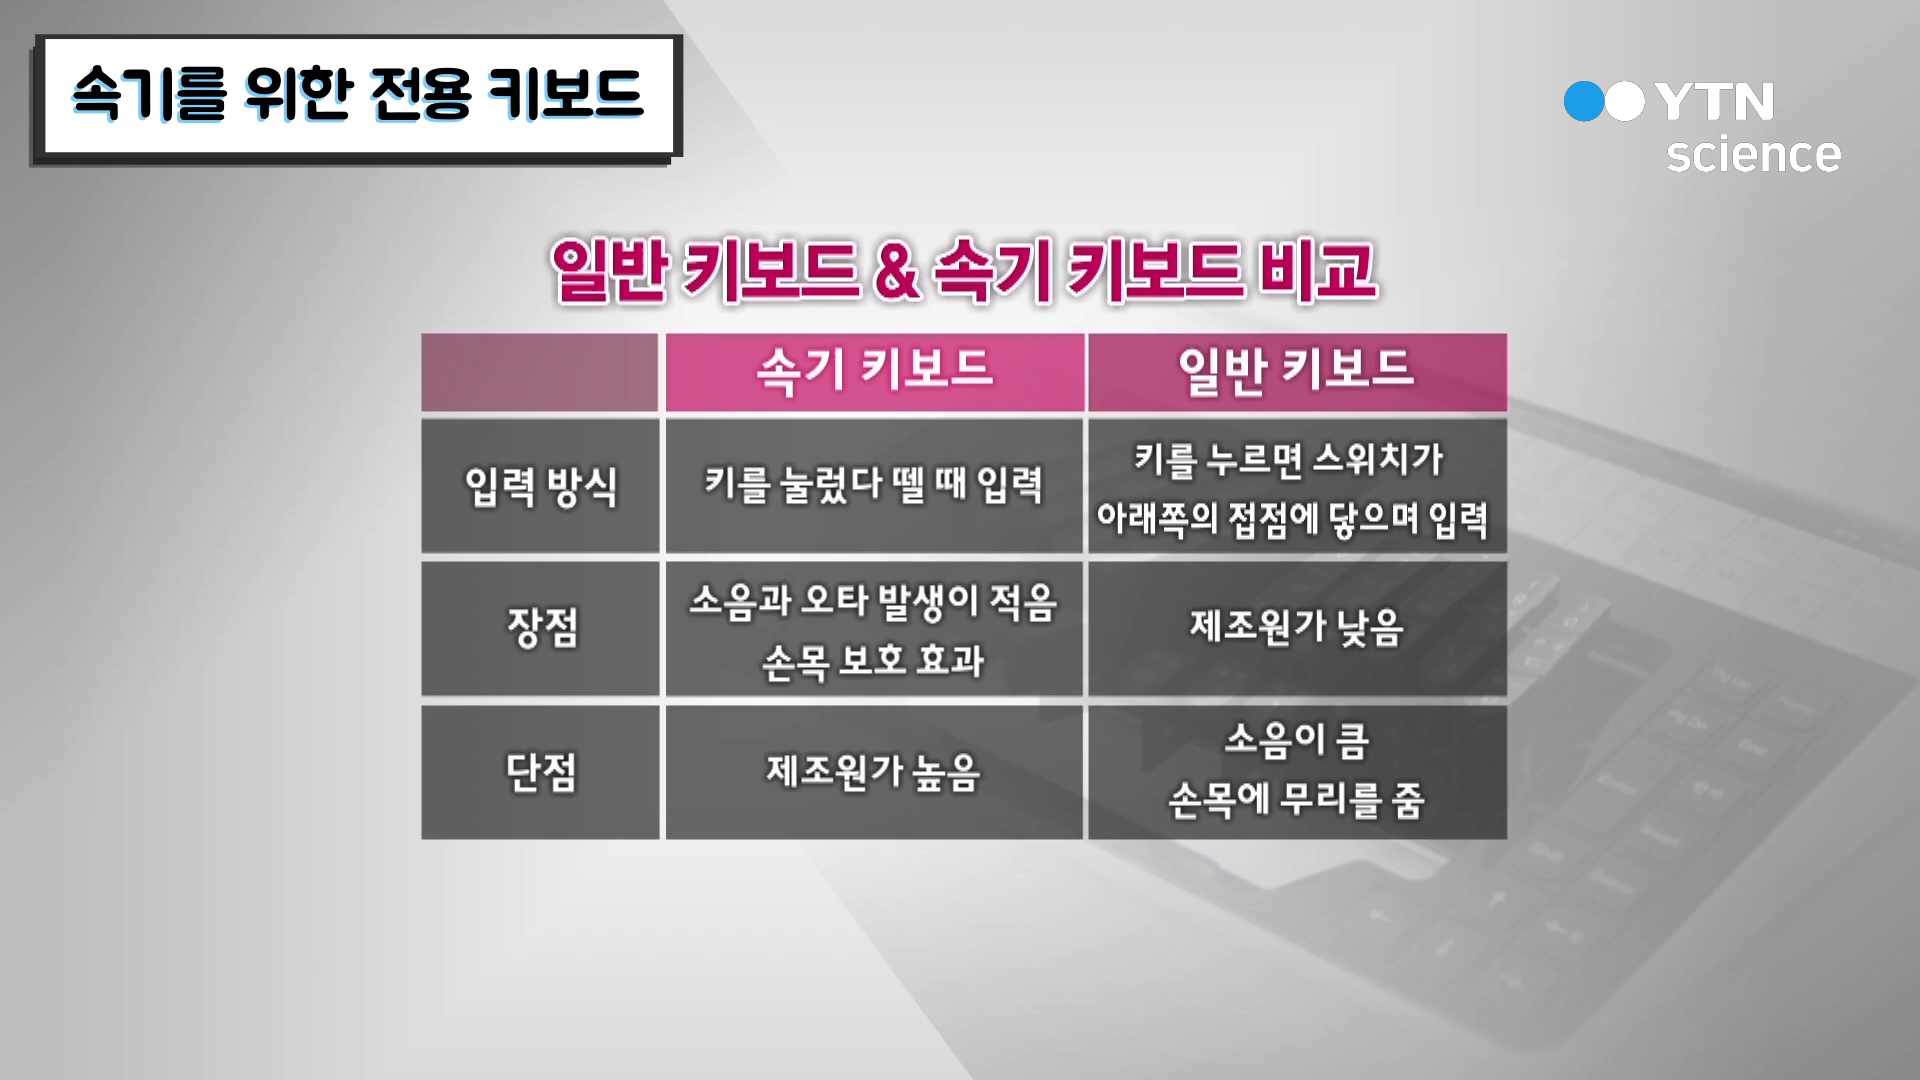 속기를 위한 전용 키보드
YTN
science
일반 키보드 & 속기 키보드 비교
속기 키보드
일반 키보드
입력 방식
키를 눌렀다 뗄 때 입력
키를 누르면 스위치가
아래쪽의 접점에 닿으며 입력
장점
소음과 오타 발생이 적음
손목 보호 효과
제조원가 낮음
단점
제조원가 높음
소음이 큼
손목에 무리를 줌